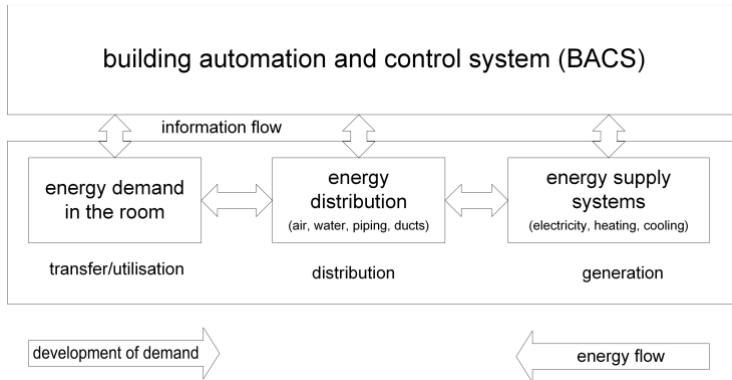 building automation and control system (BACS)
information flow
energy demand
in the room
energy
distribution
(air, water, piping, ducts)
energy supply
systems
(electricity, heating, cooling)
transfer/utilisation
distribution
generation
development of demand
energy flow